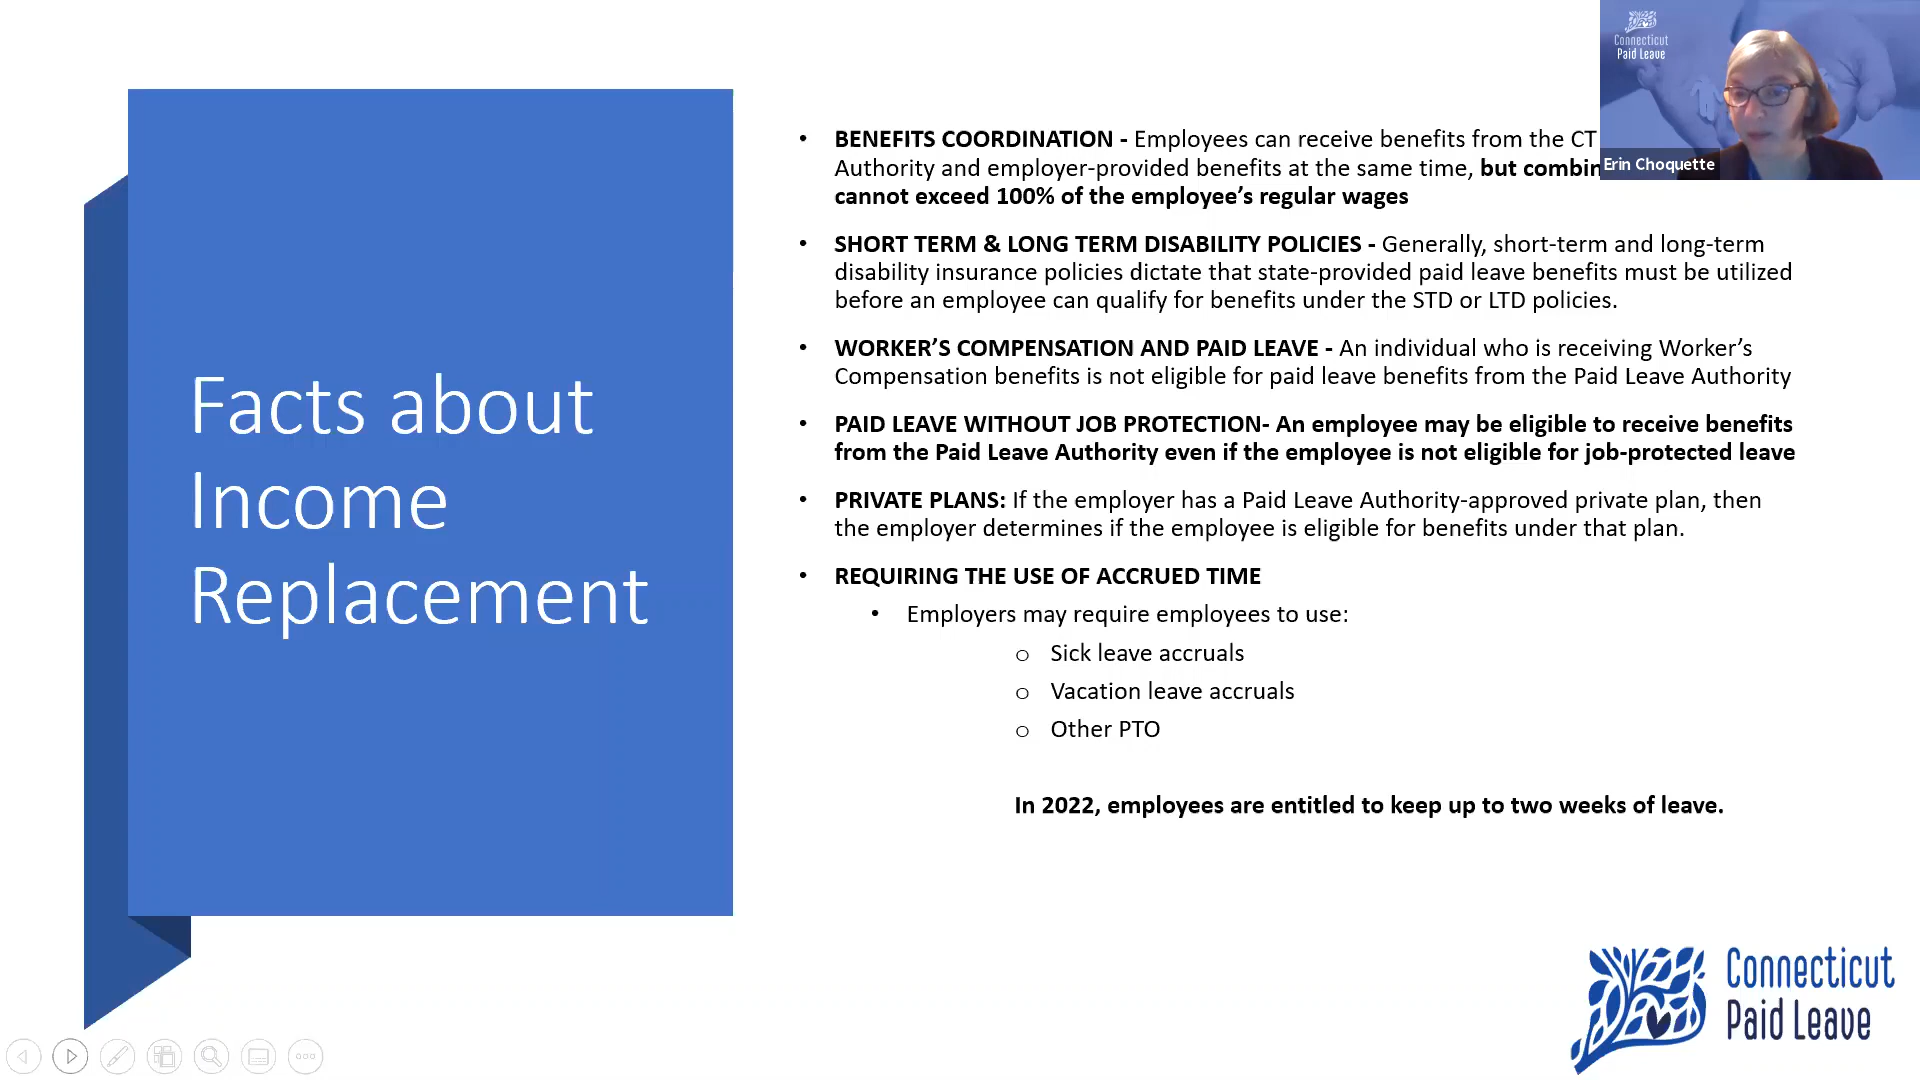 Facts about
Income
Replacement
• BENEFITS COORDINATION - Employees can receive benefits from the CT
Authority and employer-provided benefits at the same time, but
cannot exceed 100% of the employee’s regular wages
• SHORT TERM & LONG TERM DISABILITY POLICIES - Generally, short-term and long-term
disability insurance policies dictate that state-provided paid leave benefits must be utilized
before an employee can qualify for benefits under the STD or LTD policies.
• WORKER’S COMPENSATION AND PAID LEAVE - An individual who is receiving Worker’s
Compensation benefits is not eligible for paid leave benefits from the Paid Leave Authority
• PAID LEAVE WITHOUT JOB PROTECTION- An employee may be eligible to receive benefits
from the Paid Leave Authority even if the employee is not eligible for job-protected leave
• PRIVATE PLANS: If the employer has a Paid Leave Authority-approved private plan, then
the employer determines if the employee is eligible for benefits under that plan.
• REQUIRING THE USE OF ACCRUED TIME
• Employers may require employees to use:
o Sick leave accruals
o Vacation leave accruals
o Other PTO
In 2022, employees are entitled to keep up to two weeks of leave.
Connecticut
Paid Leave
Erin Choquette
Connecticut
Paid Leave